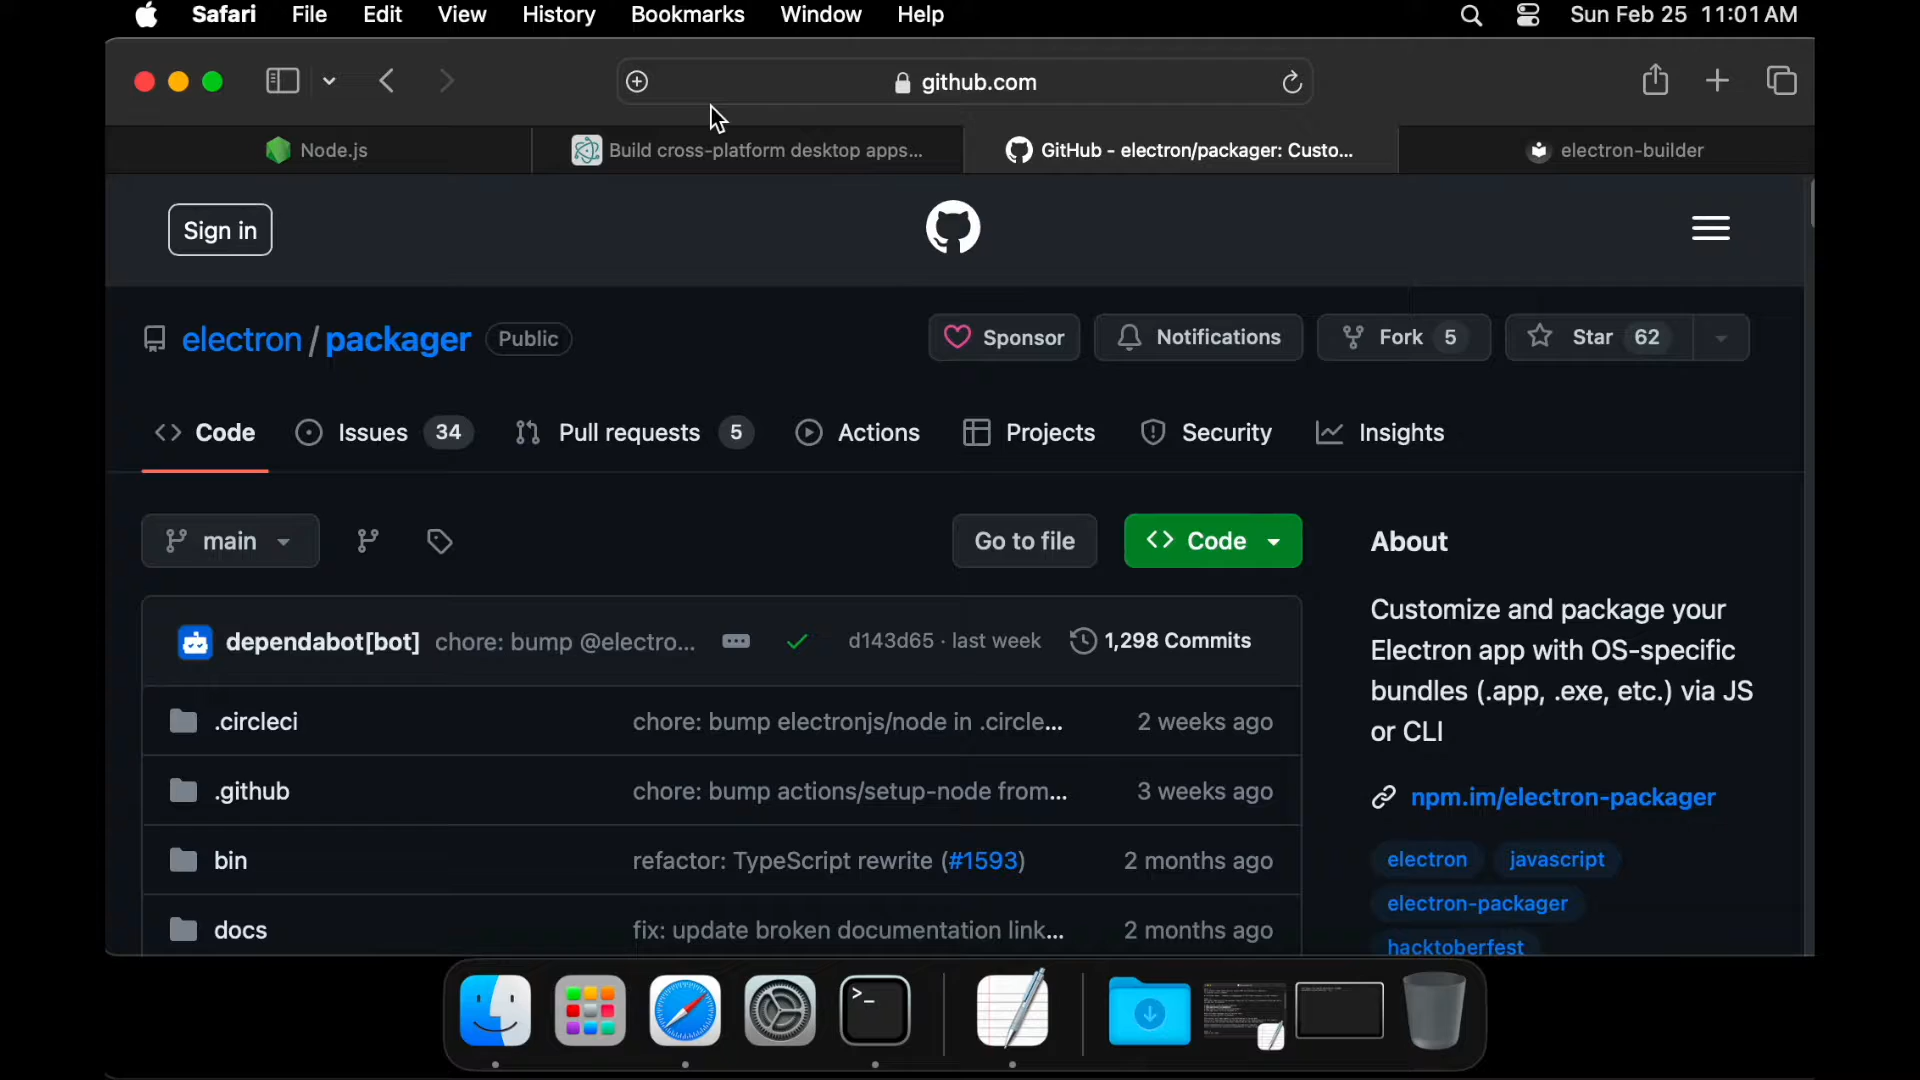 Safari File Edit View History Bookmarks Window Help Sun Feb 25 11:01 AM
github.com
Node.js Build cross-platform desktop apps... GitHub - electron/packager: Custo... electron-builder
Sign in
electron / packager Public Sponsor Notifications Fork 5 Star 62
Code Issues 34 Pull requests 5 Actions Projects Security Insights
main Go to file Code
dependabot[bot] chore: bump @electro... d143d65 · last week 1,298 Commits
.circleci chore: bump electronjs/node in .circle... 2 weeks ago
.github chore: bump actions/setup-node from... 3 weeks ago
bin refactor: TypeScript rewrite (#1593) 2 months ago
docs fix: update broken documentation link... 2 months ago
About
Customize and package your
Electron app with OS-specific
bundles (.app, .exe, etc.) via JS
or CLI
npm.im/electron-packager
electron javascript
electron-packager
hacktoberfest